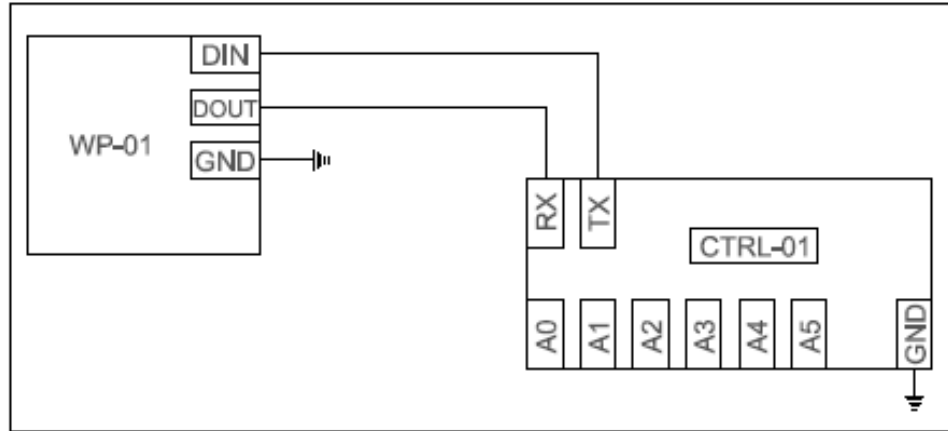 DIN
DOUT
WP-01
GND
RX
TX
CTRL-01
A0
A1
A2
A3
A4
A5
GND